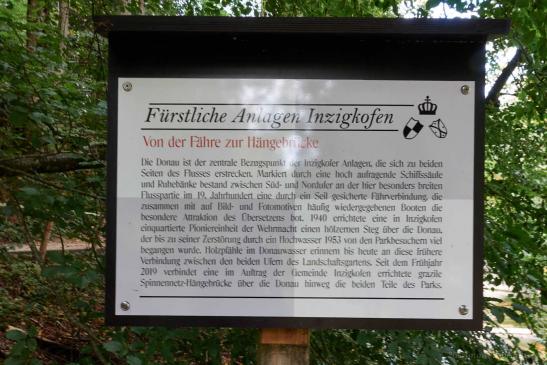 Fürstliche Anlagen Inzigkofen
Von der Fähre zur Hängebrücke
Die Donau ist der zentrale Bezugspunkt der Inzigkofer Anlagen, die sich zu beiden
Seiten des Flusses erstrecken. Markiert durch eine hoch aufragende Schiffssäule
und Ruhebänke bestand zwischen Süd- und Nordufer an der hier besonders breiten
Flusspartie im 19. Jahrhundert eine durch ein Seil gesicherte Fährverbindung, die
zusammen mit auf Bild- und Fotomotiven häufig wiedergegebenen Booten die
besondere Attraktion des Übersetzens bot. 1940 errichtete eine in Inzigkofen
einquartierte Pioniereinheit der Wehrmacht einen hölzernen Steg über die Donau,
der bis zu seiner Zerstörung durch ein Hochwasser 1953 von den Parkbesuchern viel
begangen wurde. Holzpfähle im Donauwasser erinnern bis heute an diese frühere
Verbindung zwischen den beiden Ufern des Landschaftsgartens. Seit dem Frühjahr
2019 verbindet eine im Auftrag der Gemeinde Inzigkofen errichtete grazile
Spinnennetz-Hängebrücke über die Donau hinweg die beiden Teile des Parks.